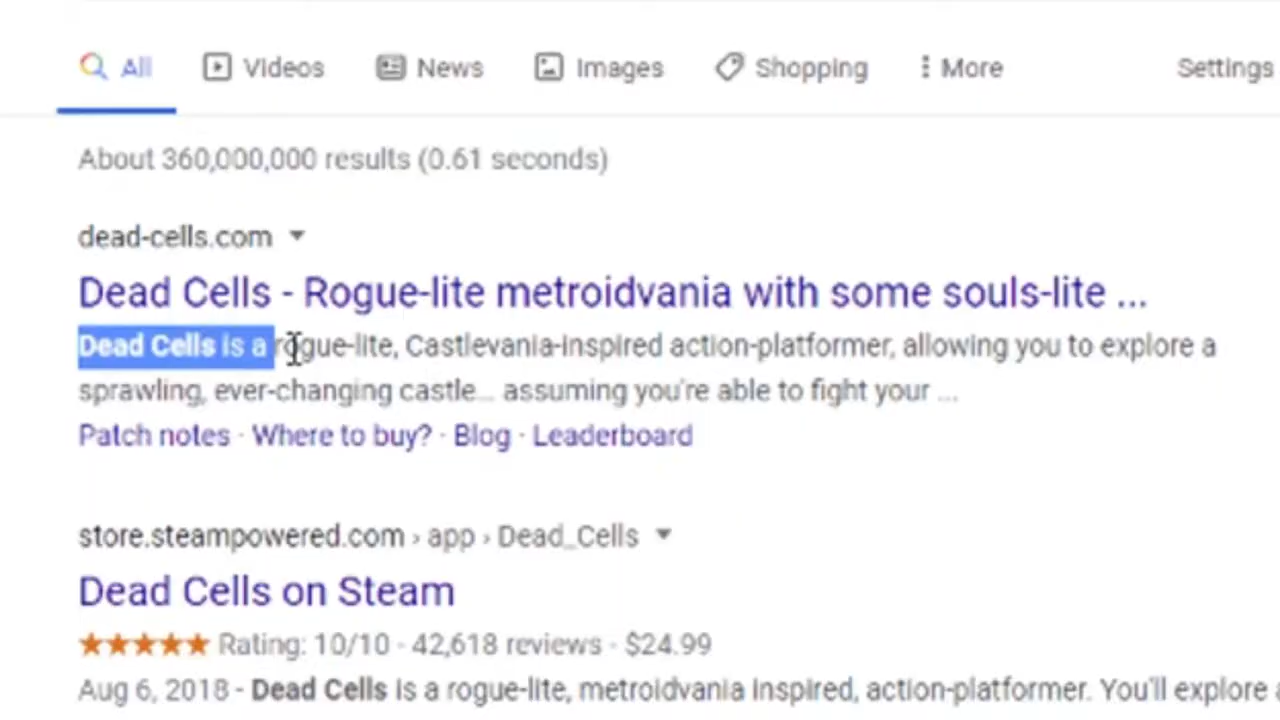 All Videos News Images Shopping More Settings
About 360,000,000 results (0.61 seconds)
dead-cells.com
Dead Cells - Rogue-lite metroidvania with some souls-lite ...
Dead Cells is a rogue-lite, Castlevania-inspired action-platformer, allowing you to explore a
sprawling, ever-changing castle... assuming you're able to fight your ...
Patch notes · Where to buy? · Blog · Leaderboard
store.steampowered.com › app › Dead_Cells
Dead Cells on Steam
Rating: 10/10 - 42,618 reviews - $24.99
Aug 6, 2018 - Dead Cells is a rogue-lite, metroidvania inspired, action-platformer. You'll explore a